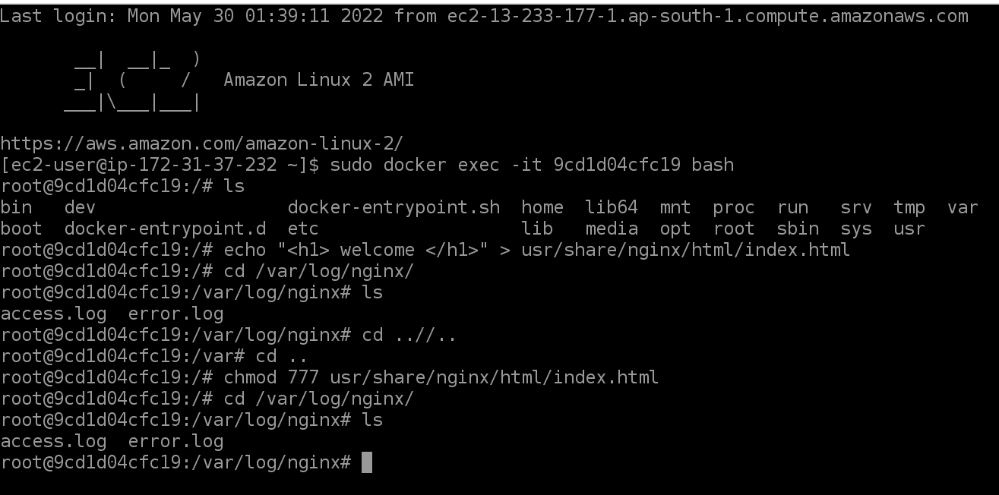 Last login: Mon May 30 01:39:11 2022 from ec2-13-233-177-1.ap-south-1.compute.amazonaws.com
       __|  __|_  )
       _|  (     /   Amazon Linux 2 AMI
      ___|\___|___|
https://aws.amazon.com/amazon-linux-2/
[ec2-user@ip-172-31-37-232 ~]$ sudo docker exec -it 9cd1d04cfc19 bash
root@9cd1d04cfc19:/# ls
bin   dev                  docker-entrypoint.sh  home  lib64  mnt  proc  run   srv  tmp  var
boot  docker-entrypoint.d  etc                   lib   media  opt  root  sbin  sys  usr
root@9cd1d04cfc19:/# echo "<h1> welcome </h1>" > usr/share/nginx/html/index.html
root@9cd1d04cfc19:/# cd /var/log/nginx/
root@9cd1d04cfc19:/var/log/nginx# ls
access.log  error.log
root@9cd1d04cfc19:/var/log/nginx# cd ..//..
root@9cd1d04cfc19:/var# cd ..
root@9cd1d04cfc19:/# chmod 777 usr/share/nginx/html/index.html
root@9cd1d04cfc19:/# cd /var/log/nginx/
root@9cd1d04cfc19:/var/log/nginx# ls
access.log  error.log
root@9cd1d04cfc19:/var/log/nginx#